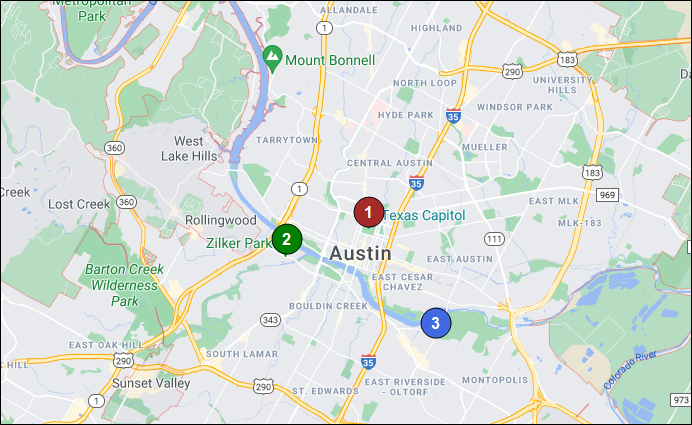 Metropolitan
Park
ALLANDALE
1
HIGHLAND
183
Mount Bonnell
290
NORTH LOOP
UNIVERSITY
HILLS
WINDSOR PARK
HYDE PARK
35
360
West
Lake Hills
TARRYTOWN
MUELLER
CENTRAL AUSTIN
183
35
1
969
Creek
Lost Creek
360
EAST MLK
Rollingwood
1
Texas Capitol
MLK-183
Zilker Park
2
111
Austin
EAST AUSTIN
Barton Creek
Wilderness
Park
EAST CESAR
CHAVEZ
BOULDIN CREEK
343
3
EAST OAK HILL
290
SOUTH LAMAR
35
Colorado River
Sunset Valley
290
ST. EDWARDS
EAST RIVERSIDE
- OLTORF
MONTOPOLIS
1
973